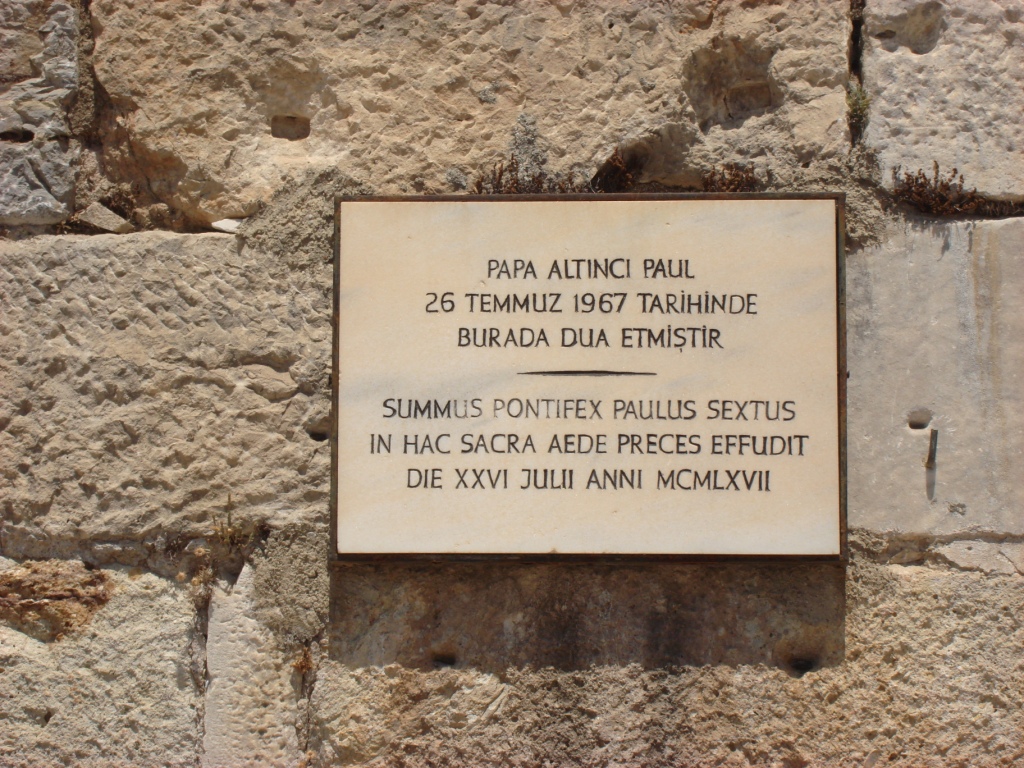 PAPA ALTINCI PAUL
26 TEMMUZ 1967 TARİHİNDE
BURADA DUA ETMİŞTİR
SUMMUS PONTIFEX PAULUS SEXTUS
IN HAC SACRA AEDE PRECES EFFUDIT
DIE XXVI JULII ANNI MCMLXVII